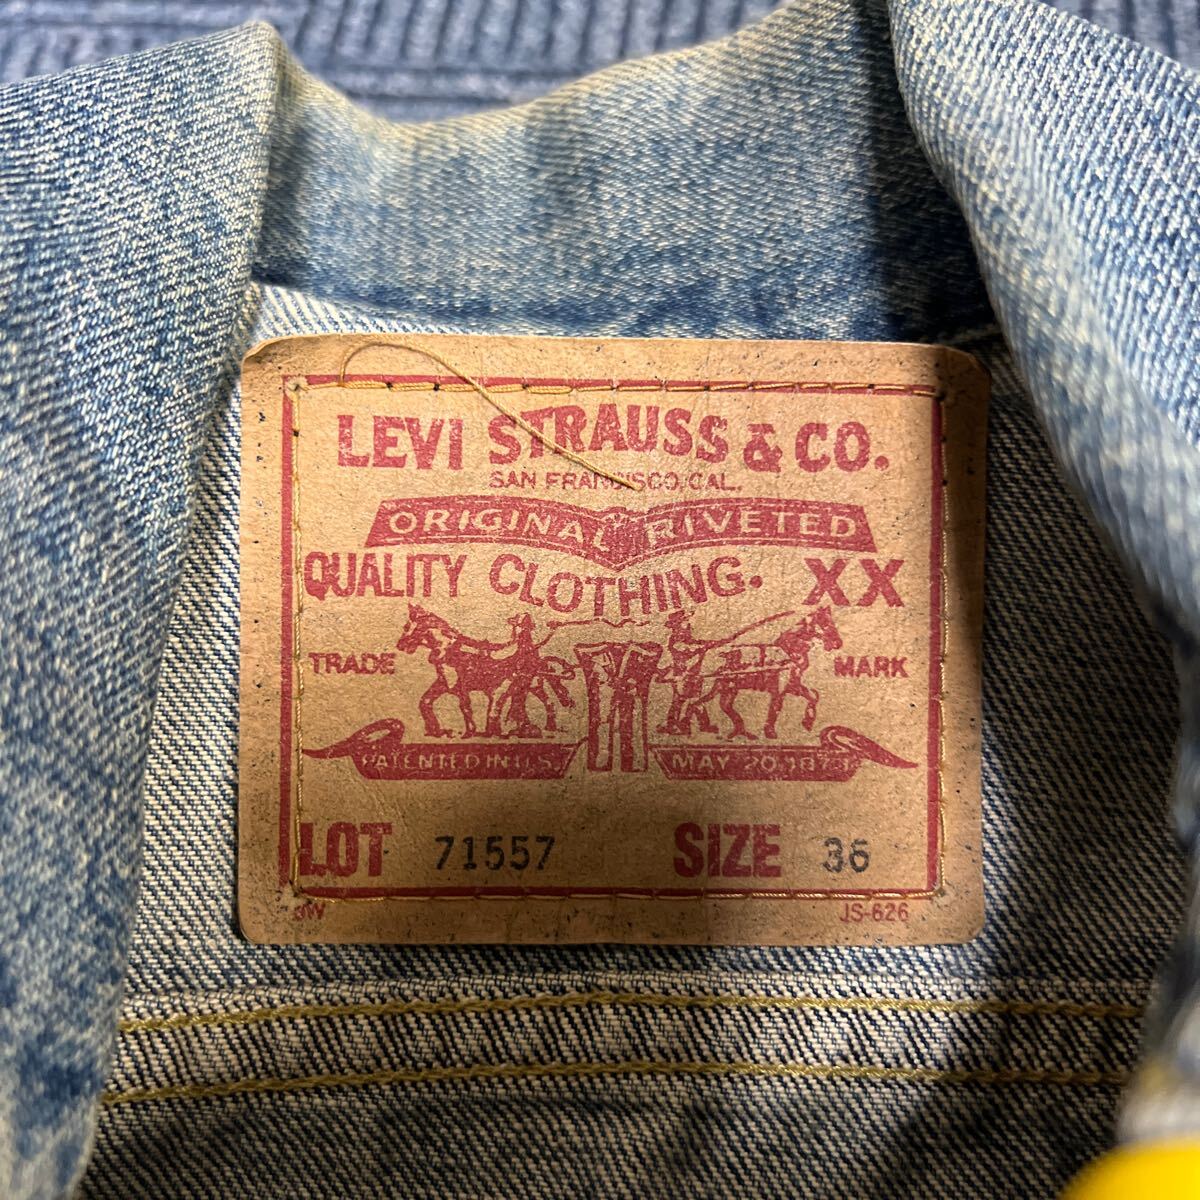 LEVI STRAUSS & CO.
SAN FRANCISCO, CAL.
ORIGINAL RIVETED
QUALITY CLOTHING. XX
TRADE MARK
PATENTED IN U.S. MAY 20 1873
LOT 71557 SIZE 36
JS-626